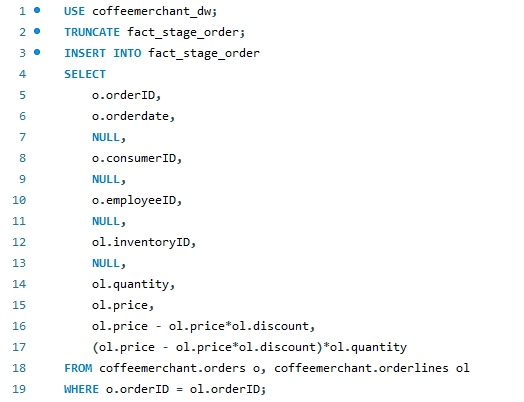 1 USE coffeemerchant_dw;
2 TRUNCATE fact_stage_order;
3 INSERT INTO fact_stage_order
4 SELECT
5 o.orderID,
6 o.orderdate,
7 NULL,
8 o.consumerID,
9 NULL,
10 o.employeeID,
11 NULL,
12 ol.inventoryID,
13 NULL,
14 ol.quantity,
15 ol.price,
16 ol.price - ol.price*ol.discount,
17 (ol.price - ol.price*ol.discount)*ol.quantity
18 FROM coffeemerchant.orders o, coffeemerchant.orderlines ol
19 WHERE o.orderID = ol.orderID;